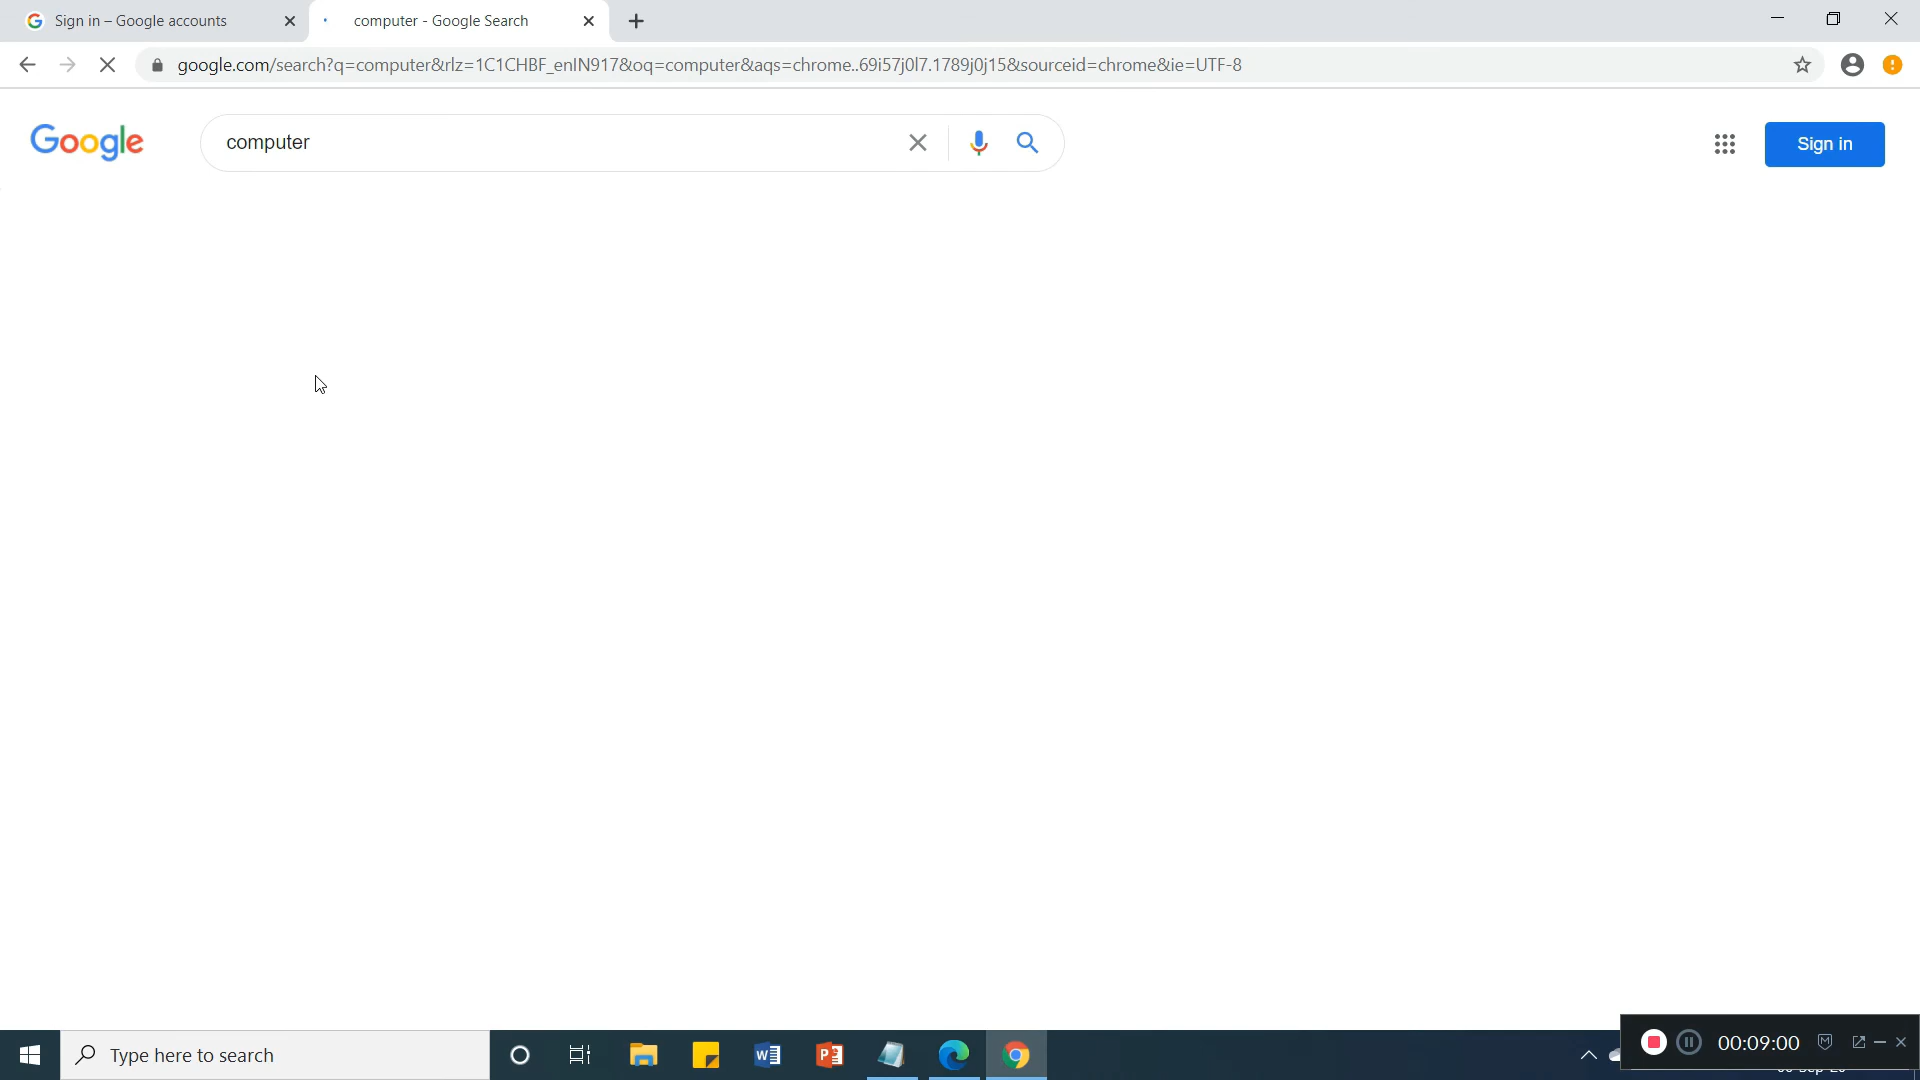 Sign in – Google accounts
computer - Google Search
google.com/search?q=computer&rlz=1C1CHBF_enIN917&oq=computer&aqs=chrome..69i57j0l7.1789j0j15&sourceid=chrome&ie=UTF-8
Google
computer
Sign in
Type here to search
00:09:00